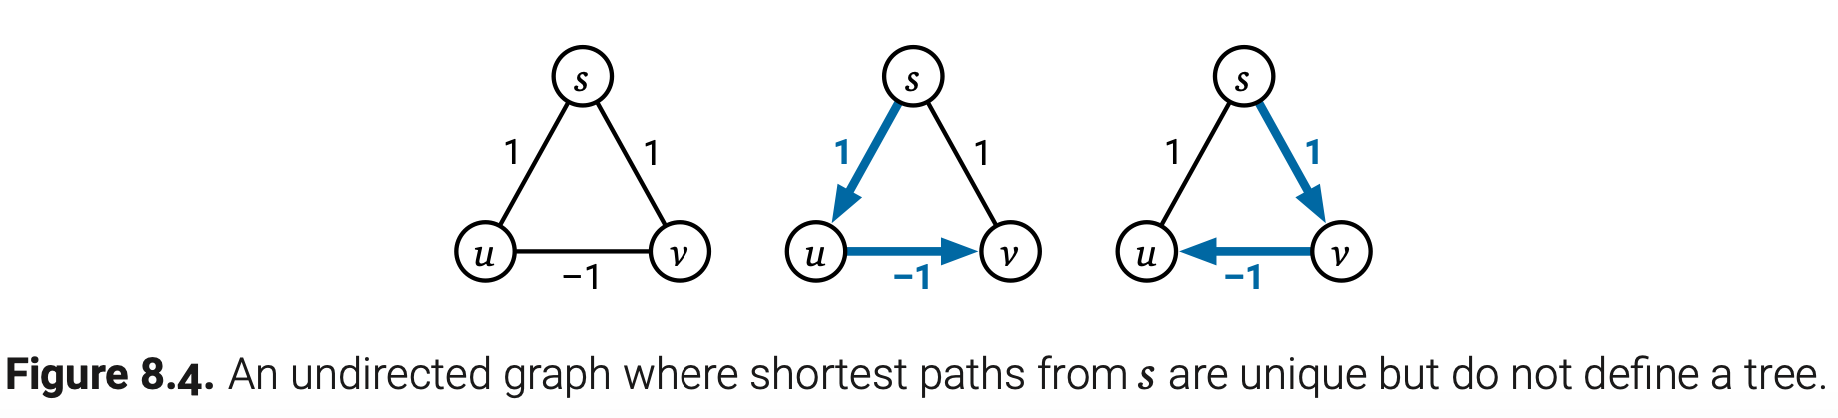 s s s
1 1 1 1 1 1
u v u v u v
−1 −1 −1
Figure 8.4. An undirected graph where shortest paths from s are unique but do not define a tree.